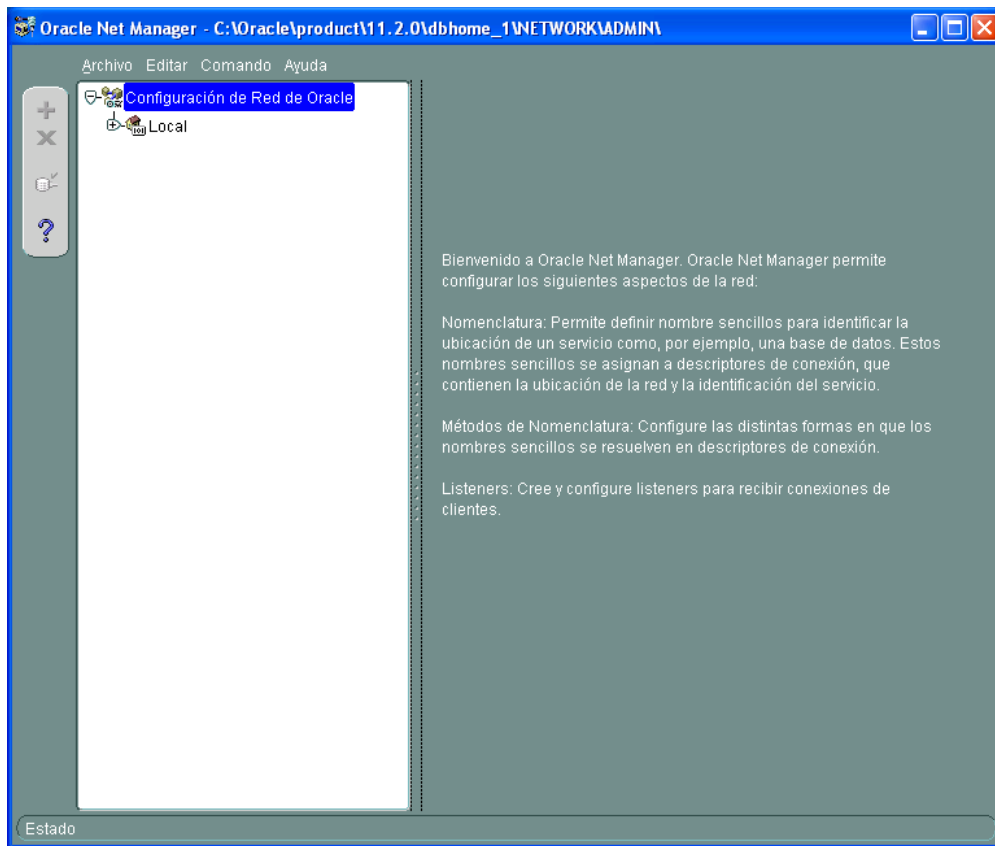 Oracle Net Manager - C:\Oracle\product\11.2.0\dbhome_1\NETWORK\ADMIN\
Archivo Editar Comando Ayuda
Configuración de Red de Oracle
Local
Bienvenido a Oracle Net Manager. Oracle Net Manager permite
configurar los siguientes aspectos de la red:
Nomenclatura: Permite definir nombre sencillos para identificar la
ubicación de un servicio como, por ejemplo, una base de datos. Estos
nombres sencillos se asignan a descriptores de conexión, que
contienen la ubicación de la red y la identificación del servicio.
Métodos de Nomenclatura: Configure las distintas formas en que los
nombres sencillos se resuelven en descriptores de conexión.
Listeners: Cree y configure listeners para recibir conexiones de
clientes.
Estado